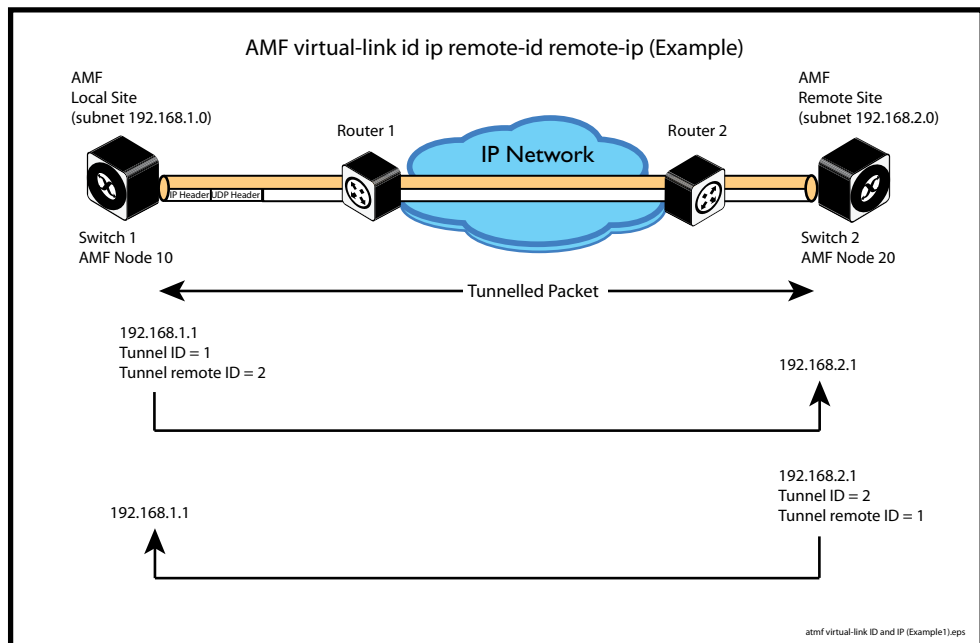 AMF virtual-link id ip remote-id remote-ip (Example)
AMF
Local Site
(subnet 192.168.1.0)
AMF
Remote Site
(subnet 192.168.2.0)
Router 1
Router 2
IP Network
IP Header
UDP Header
Switch 1
AMF Node 10
Switch 2
AMF Node 20
Tunnelled Packet
192.168.1.1
Tunnel ID = 1
Tunnel remote ID = 2
192.168.2.1
192.168.2.1
Tunnel ID = 2
Tunnel remote ID = 1
192.168.1.1
atmf virtual-link ID and IP (Example1).eps